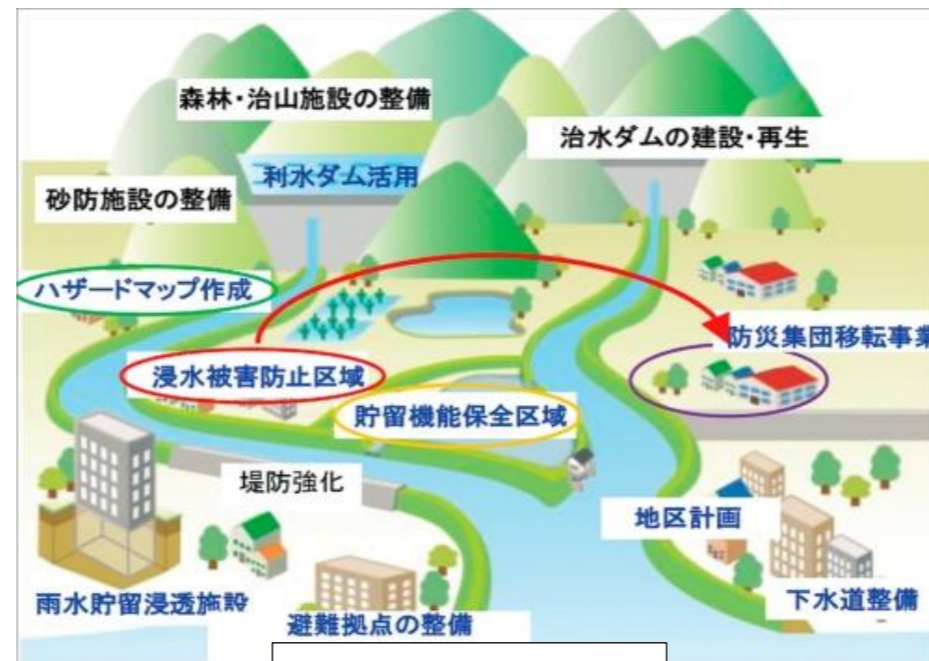 森林・治山施設の整備
治水ダムの建設・再生
利水ダム活用
砂防施設の整備
ハザードマップ作成
防災集団移転事業
浸水被害防止区域
貯留機能保全区域
堤防強化
地区計画
雨水貯留浸透施設
下水道整備
避難拠点の整備